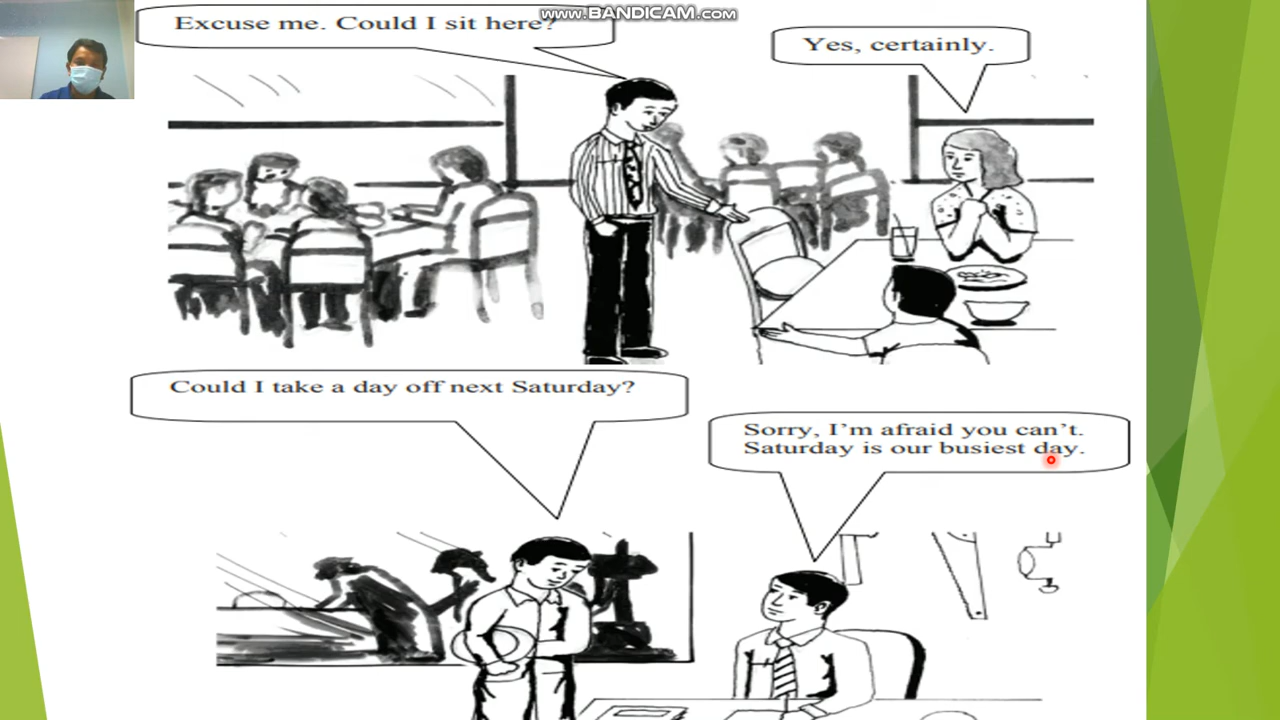 www.BANDICAM.com
Excuse me. Could I sit here?
Yes, certainly.
Could I take a day off next Saturday?
Sorry, I'm afraid you can't.
Saturday is our busiest day.